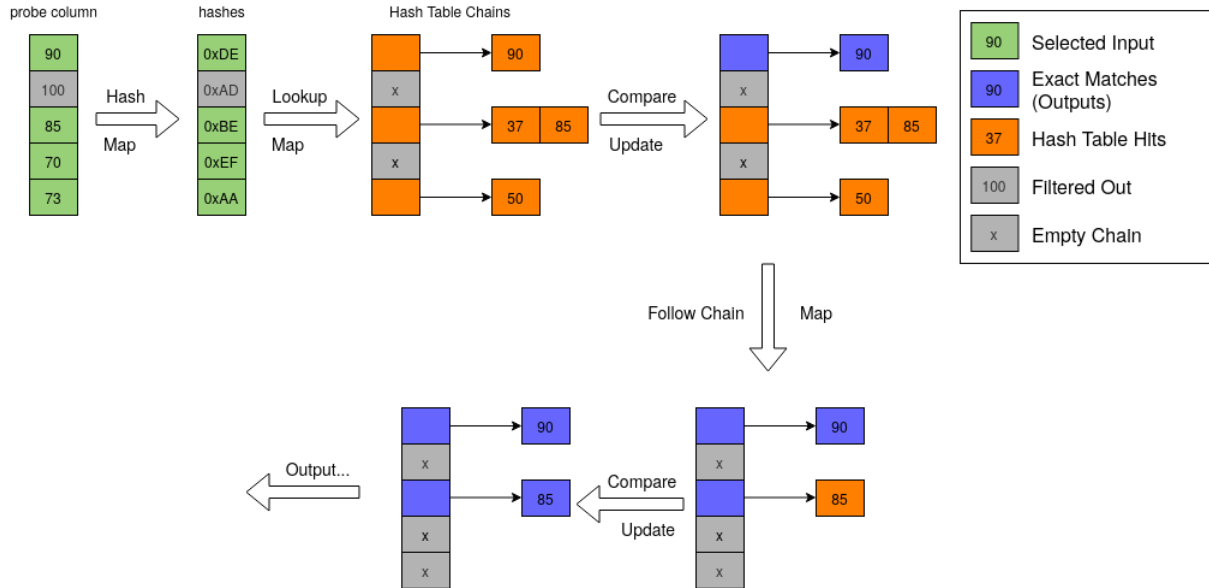 probe column
hashes
Hash Table Chains
90
100
85
70
73
Hash
Map
0xDE
0xAD
0xBE
0xEF
0xAA
Lookup
Map
x
x
90
37 85
50
Compare
Update
x
x
90
37 85
50
90 Selected Input
90 Exact Matches
(Outputs)
37 Hash Table Hits
100 Filtered Out
x Empty Chain
Follow Chain
Map
x
x
x
90
85
Compare
Update
x
x
x
90
85
Output...